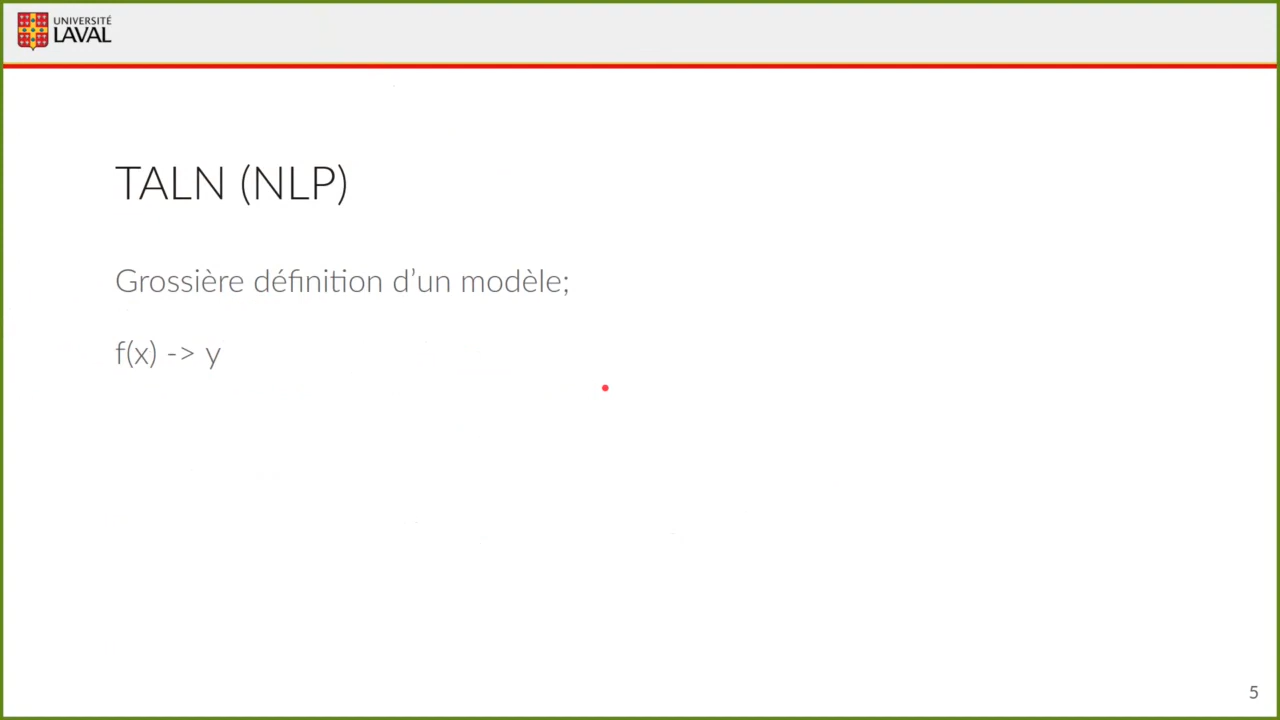 UNIVERSITÉ
LAVAL
TALN (NLP)
Grossière définition d’un modèle;
f(x) -> y
5